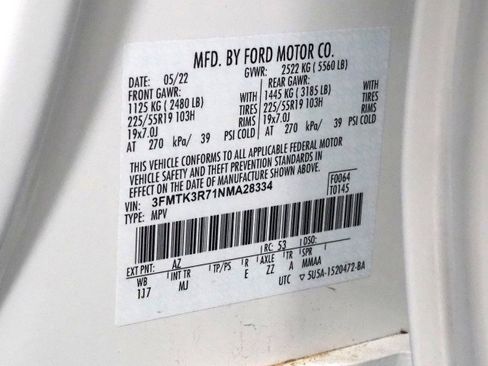 MFD. BY FORD MOTOR CO.
DATE: 05/22 GVWR: 2522 KG ( 5560 LB)
FRONT GAWR: REAR GAWR:
1125 KG ( 2480 LB) WITH 1445 KG ( 3185 LB) WITH
225/55R19 103H TIRES 225/55R19 103H TIRES
19x7.0J RIMS 19x7.0J RIMS
AT 270 kPa/ 39 PSI COLD AT 270 kPa/ 39 PSI COLD
THIS VEHICLE CONFORMS TO ALL APPLICABLE FEDERAL MOTOR
VEHICLE SAFETY AND THEFT PREVENTION STANDARDS IN
EFFECT ON THE DATE OF MANUFACTURE SHOWN ABOVE.
VIN: 3FMTK3R71NMA28334 F0064
TYPE: MPV T0145
EXT PNT: AZ RC: 53 DSO:
WB INT TR TP/PS R AXLE TR SPR
117 MJ E ZZ A MMAA
UTC 5U5A-1520472-BA